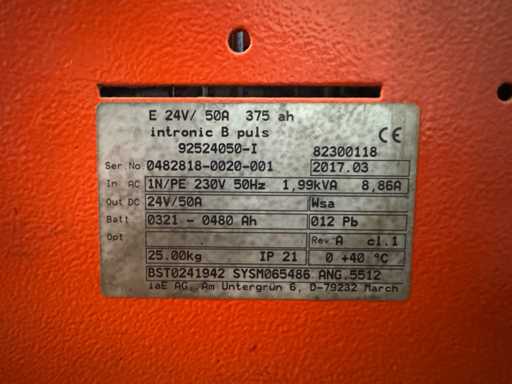 E 24V/ 50A 375 ah
intronic B puls
92524050-I 82300118
CE
Ser.No 0482818-0020-001 2017.03
In AC 1N/PE 230V 50Hz 1,99kVA 8,86A
Out DC 24V/50A Wsa
Batt 0321 - 0480 Ah 012 Pb
Opt Rev. A cl.1
25.00kg IP 21 0 +40 °C
BST0241942 SYSM065486 ANG.5512
iaE AG, Am Untergrün 6, D-79232 March